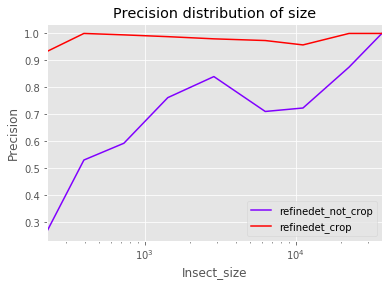 Precision distribution of size
1.0
0.9
0.8
0.7
0.6
0.5
0.4
0.3
Precision
10³
10⁴
Insect_size
refinedet_not_crop
refinedet_crop